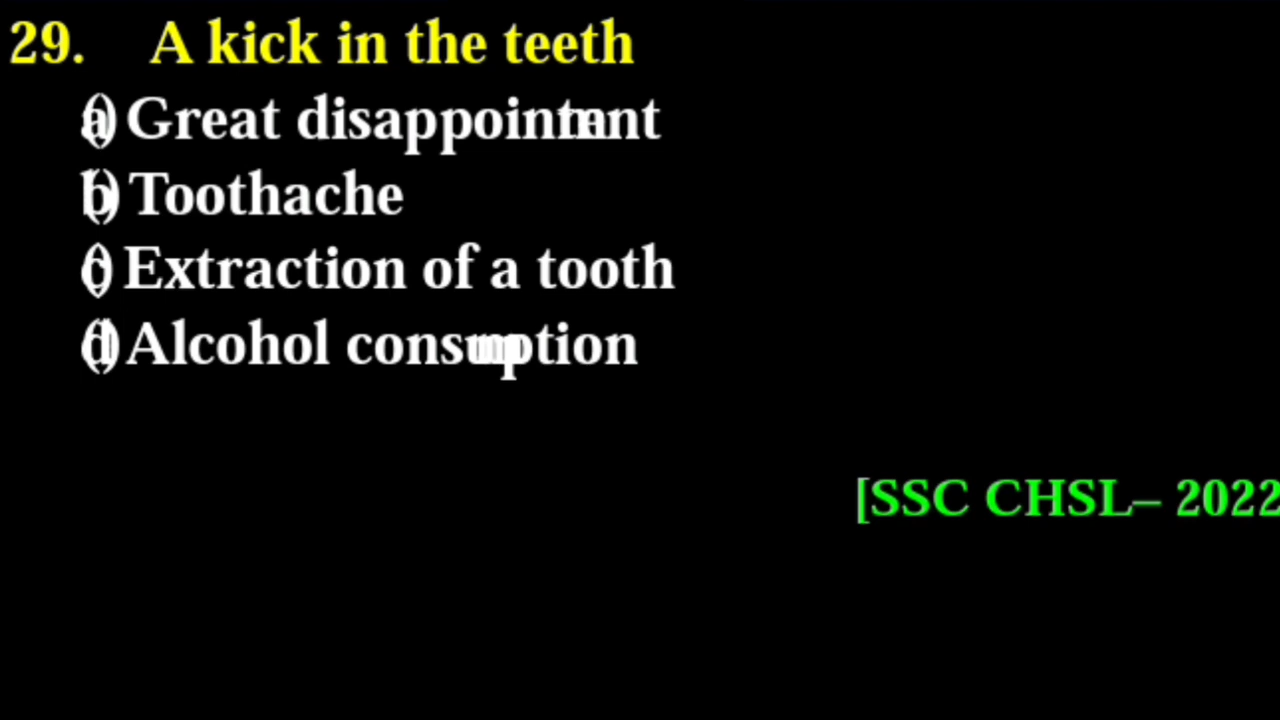 29. A kick in the teeth
a) Great disappointment
b) Toothache
c) Extraction of a tooth
d) Alcohol consumption
[SSC CHSL– 2022